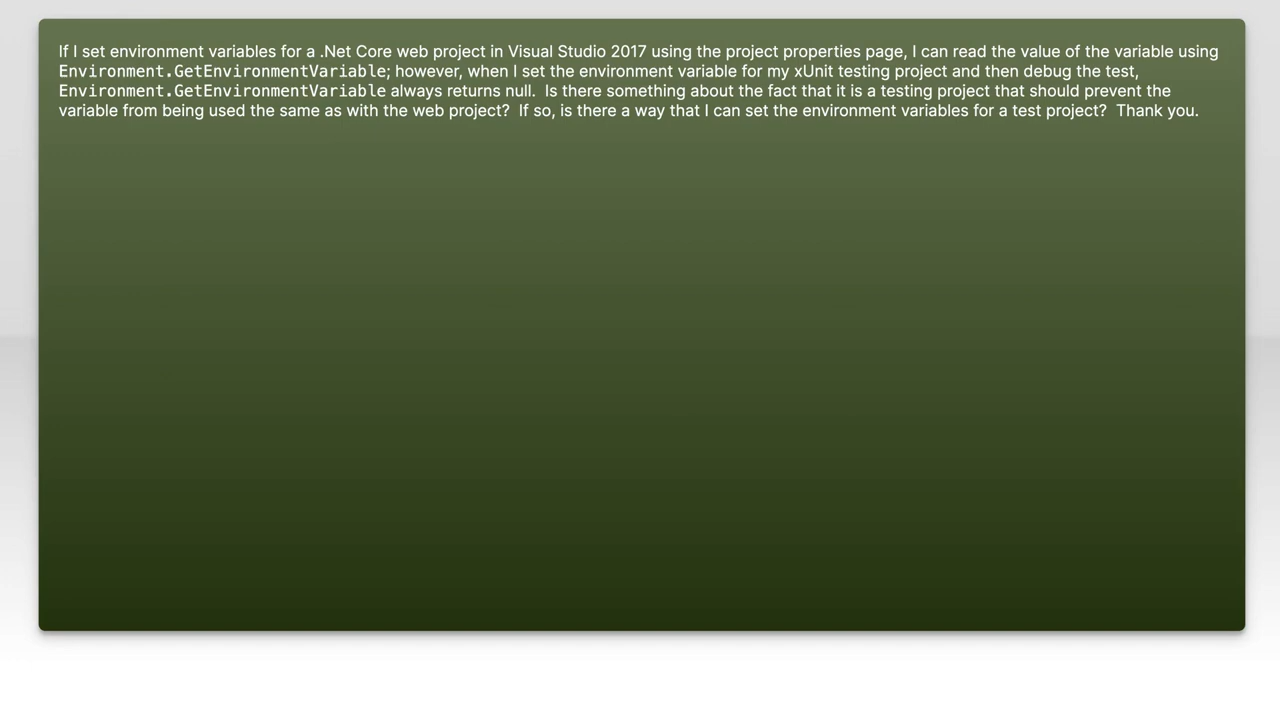 If I set environment variables for a .Net Core web project in Visual Studio 2017 using the project properties page, I can read the value of the variable using
Environment.GetEnvironmentVariable; however, when I set the environment variable for my xUnit testing project and then debug the test,
Environment.GetEnvironmentVariable always returns null.  Is there something about the fact that it is a testing project that should prevent the
variable from being used the same as with the web project?  If so, is there a way that I can set the environment variables for a test project?  Thank you.